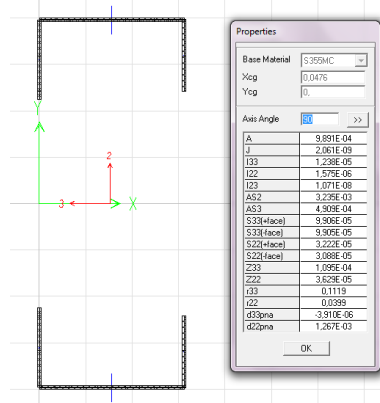 Properties
Base Material S355MC
Xcg 0,0476
Ycg 0,
Axis Angle 90 >>
A 9,891E-04
J 2,061E-09
I33 1,238E-05
I22 1,575E-06
I23 1,071E-08
AS2 3,235E-03
AS3 4,909E-04
S33(+face) 9,906E-05
S33(-face) 9,905E-05
S22(+face) 3,222E-05
S22(-face) 3,088E-05
Z33 1,095E-04
Z22 3,629E-05
r33 0,1119
r22 0,0399
d33pna -3,910E-06
d22pna 1,267E-03
OK
Y
2
3
X